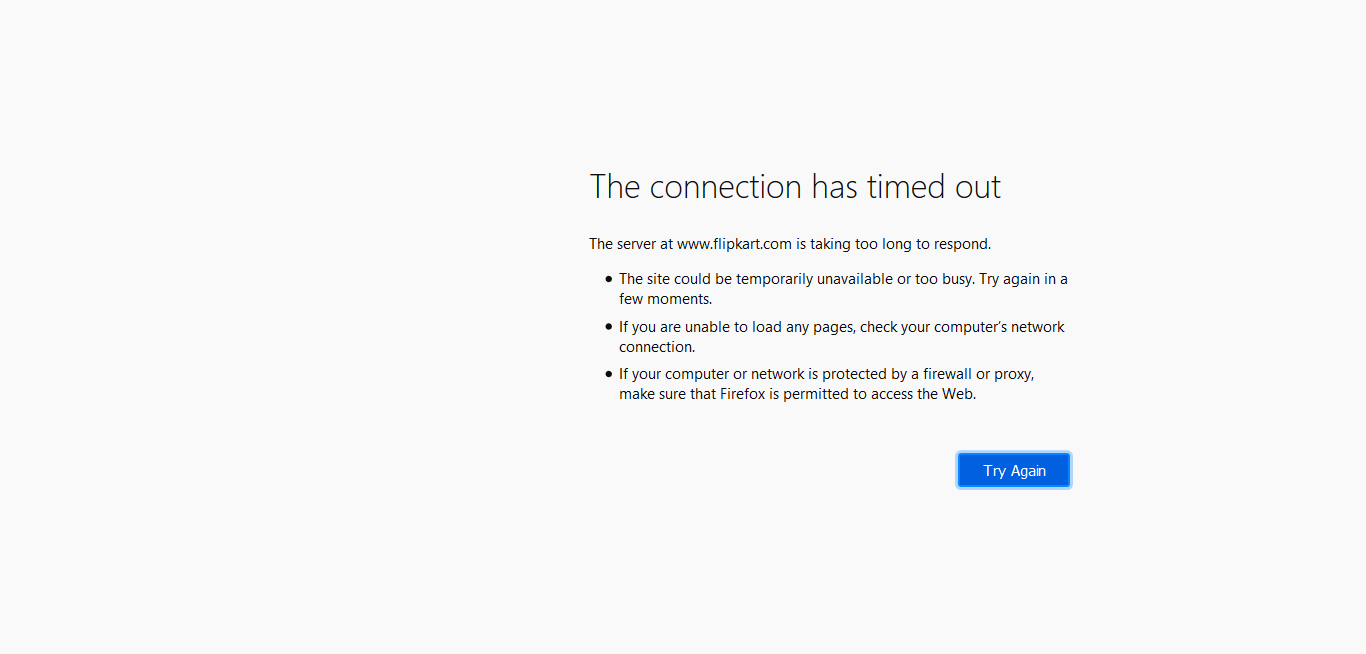 The connection has timed out
The server at www.flipkart.com is taking too long to respond.
• The site could be temporarily unavailable or too busy. Try again in a
few moments.
• If you are unable to load any pages, check your computer’s network
connection.
• If your computer or network is protected by a firewall or proxy,
make sure that Firefox is permitted to access the Web.
Try Again